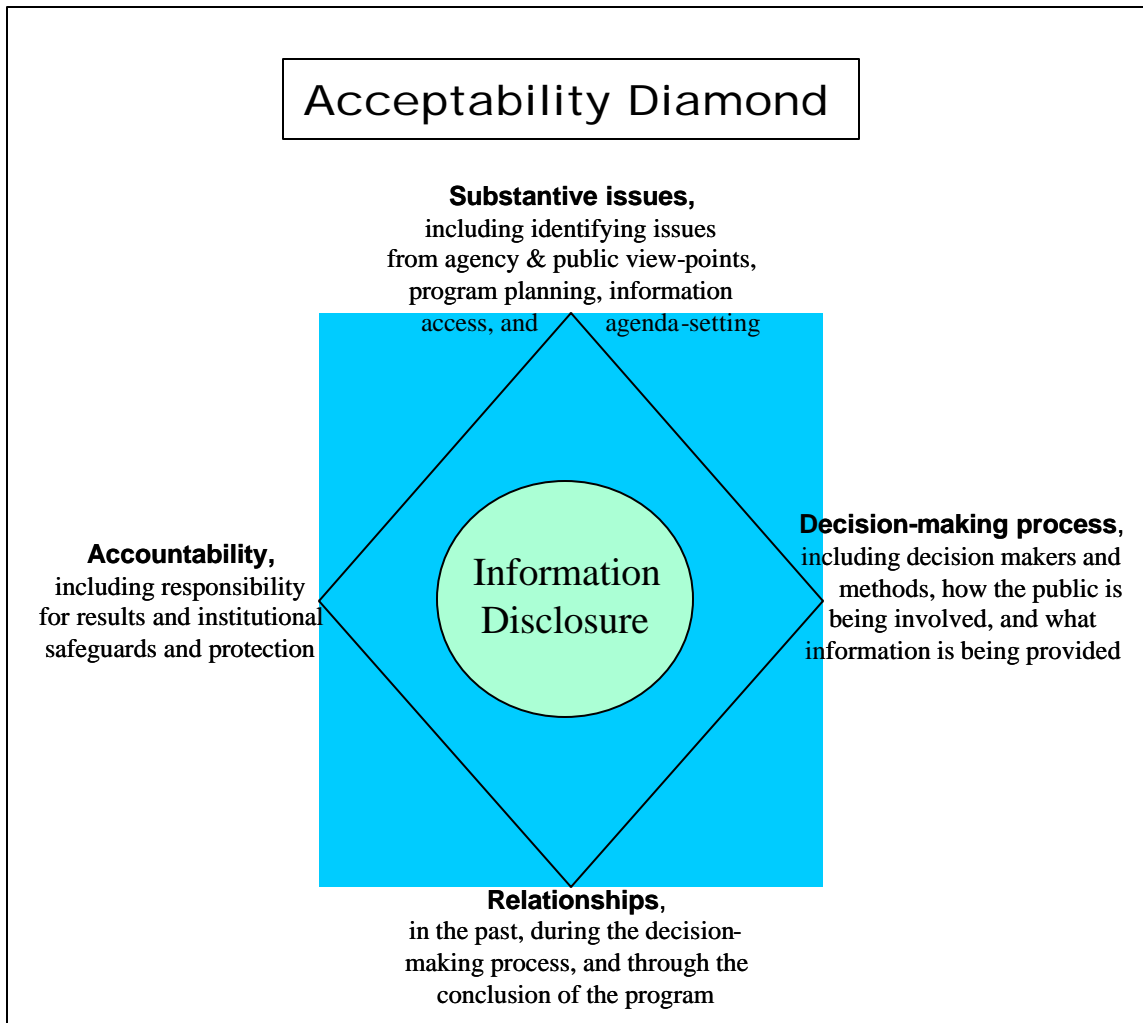 Acceptability Diamond
Substantive issues,
including identifying issues
from agency & public view-points,
program planning, information
access, and agenda-setting
Accountability,
including responsibility
for results and institutional
safeguards and protection
Information
Disclosure
Decision-making process,
including decision makers and
methods, how the public is
being involved, and what
information is being provided
Relationships,
in the past, during the decision-
making process, and through the
conclusion of the program